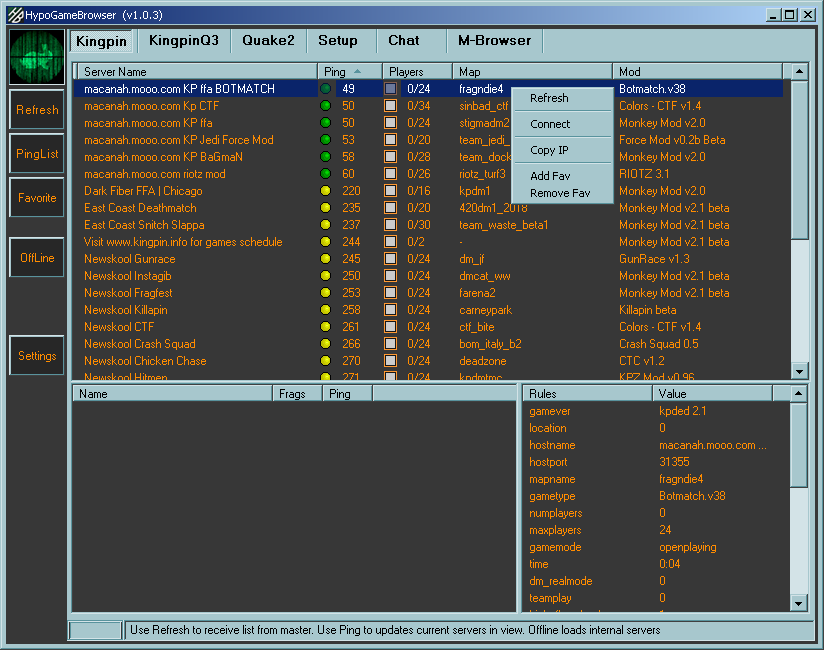 HypoGameBrowser (v1.0.3)
Kingpin KingpinQ3 Quake2 Setup Chat M-Browser
Refresh
PingList
Favorite
OffLine
Settings
Server Name Ping Players Map Mod
macanah.mooo.com KP ffa BOTMATCH 49 0/24 fragndie4 Botmatch.v38
macanah.mooo.com Kp CTF 50 0/34 sinbad_ctf Colors - CTF v1.4
macanah.mooo.com KP ffa 50 0/24 stigmadm2 Monkey Mod v2.0
macanah.mooo.com KP Jedi Force Mod 53 0/20 team_jedi_ Force Mod v0.2b Beta
macanah.mooo.com KP BaGmaN 58 0/28 team_dock Monkey Mod v2.0
macanah.mooo.com riotz mod 60 0/26 riotz_turf3 RIOTZ 3.1
Dark Fiber FFA | Chicago 220 0/16 kpdm1 Monkey Mod v2.0
East Coast Deathmatch 235 0/20 420dm1_2018 Monkey Mod v2.1 beta
East Coast Snitch Slappa 237 0/30 team_waste_beta1 Monkey Mod v2.1 beta
Visit www.kingpin.info for games schedule 244 0/2 - Monkey Mod v2.1 beta
Newskool Gunrace 245 0/24 dm_jf GunRace v1.3
Newskool Instagib 250 0/24 dmcat_ww Monkey Mod v2.1 beta
Newskool Fragfest 253 0/24 farena2 Monkey Mod v2.1 beta
Newskool Killapin 258 0/24 carneypark Killapin beta
Newskool CTF 261 0/24 ctf_bite Colors - CTF v1.4
Newskool Crash Squad 266 0/24 bom_italy_b2 Crash Squad 0.5
Newskool Chicken Chase 270 0/24 deadzone CTC v1.2
Newskool Hitmen 271 0/24 kpdmtmc KPZ Mod v0.96
Refresh
Connect
Copy IP
Add Fav
Remove Fav
Name Frags Ping
Rules Value
gamever kpded 2.1
location 0
hostname macanah.mooo.com ...
hostport 31355
mapname fragndie4
gametype Botmatch.v38
numplayers 0
maxplayers 24
gamemode openplaying
time 0:04
dm_realmode 0
teamplay 0
Use Refresh to receive list from master. Use Ping to updates current servers in view. Offline loads internal servers